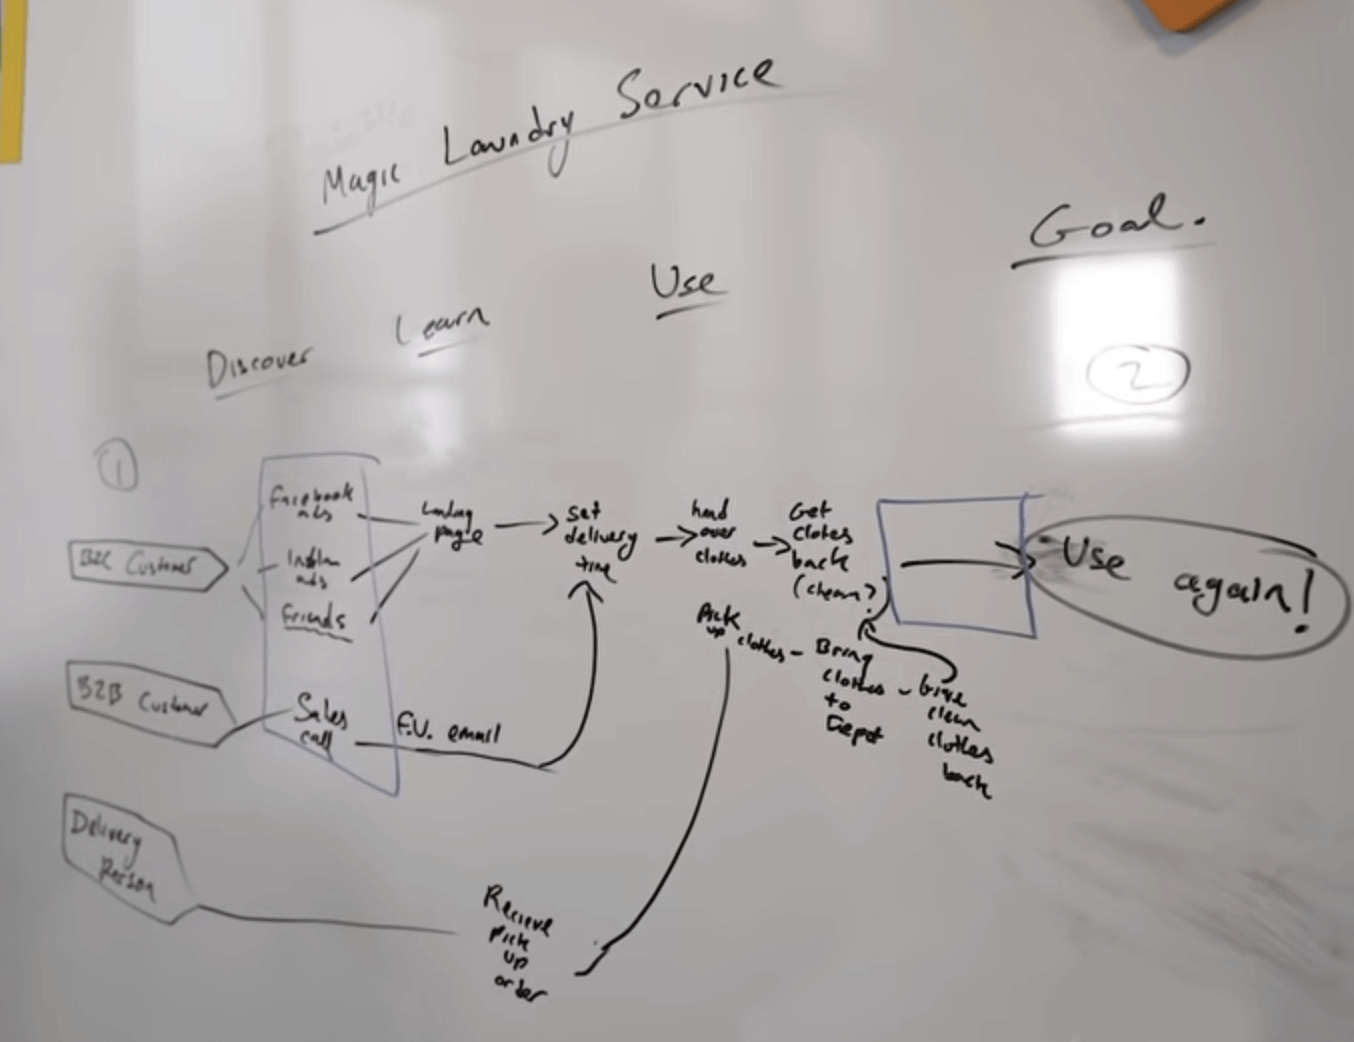 Magic Laundry Service
Goal.
Use
Learn
Discover
2
1
Facebook
ads
Landing
page
Set
delivery
time
hand
over
clothes
Get
clotes
back
(clean)
Use again!
B2C Customer
ads
Friends
Pick
up clothes
Bring
clothes
to
Depot
Give
clean
clothes
back
B2B Customer
Sales
call
F.U. email
Delivery
Person
Recieve
Pick
up
order